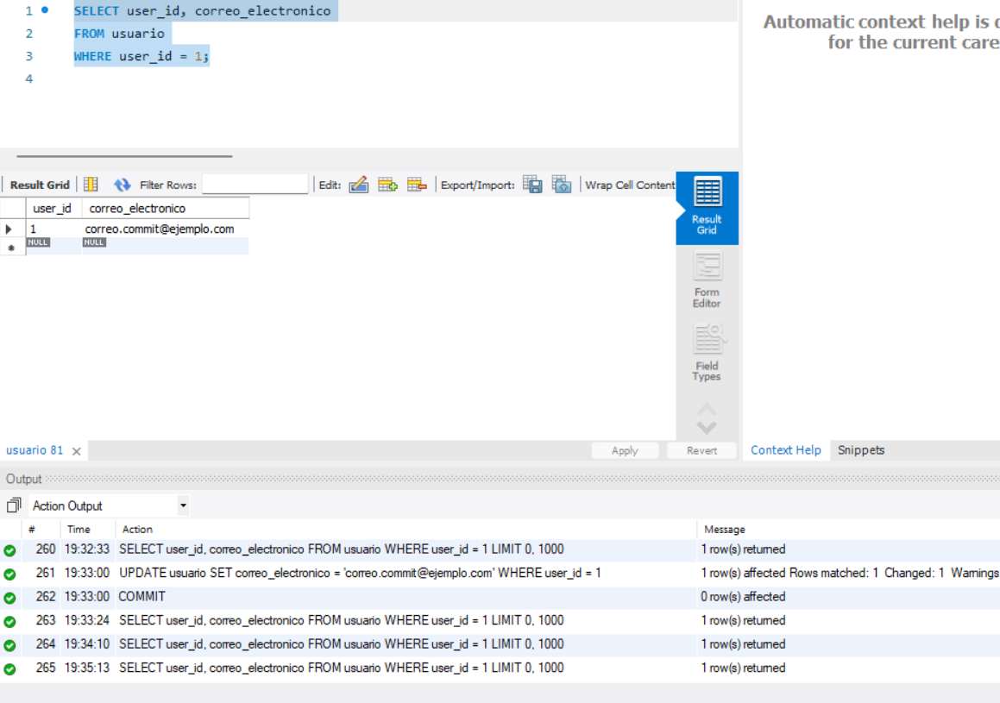 1 SELECT user_id, correo_electronico
2 FROM usuario
3 WHERE user_id = 1;
4
Automatic context help is
for the current care
Result Grid Filter Rows: Edit: Export/Import: Wrap Cell Content
user_id correo_electronico
1 correo.commit@ejemplo.com
NULL NULL
Result
Grid
Form
Editor
Field
Types
usuario 81 Apply Revert Context Help Snippets
Output
Action Output
# Time Action Message
260 19:32:33 SELECT user_id, correo_electronico FROM usuario WHERE user_id = 1 LIMIT 0, 1000 1 row(s) returned
261 19:33:00 UPDATE usuario SET correo_electronico = 'correo.commit@ejemplo.com' WHERE user_id = 1 1 row(s) affected Rows matched: 1 Changed: 1 Warnings
262 19:33:00 COMMIT 0 row(s) affected
263 19:33:24 SELECT user_id, correo_electronico FROM usuario WHERE user_id = 1 LIMIT 0, 1000 1 row(s) returned
264 19:34:10 SELECT user_id, correo_electronico FROM usuario WHERE user_id = 1 LIMIT 0, 1000 1 row(s) returned
265 19:35:13 SELECT user_id, correo_electronico FROM usuario WHERE user_id = 1 LIMIT 0, 1000 1 row(s) returned